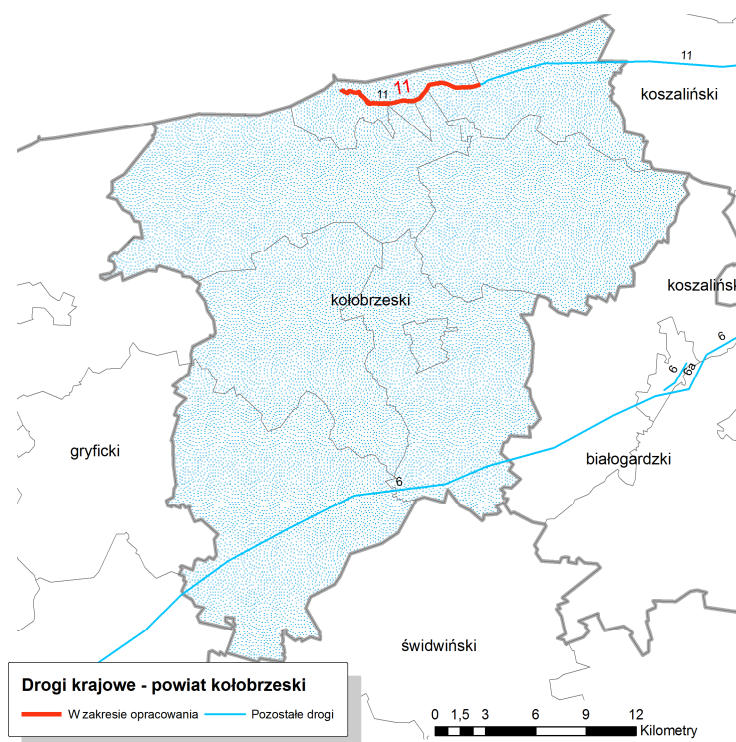 11
11
11
koszaliński
kołobrzeski
koszalińsk
6
6
6a
gryficki
białogardzki
6
świdwiński
Drogi krajowe - powiat kołobrzeski
W zakresie opracowania
Pozostałe drogi
0 1,5 3 6 9 12
Kilometry